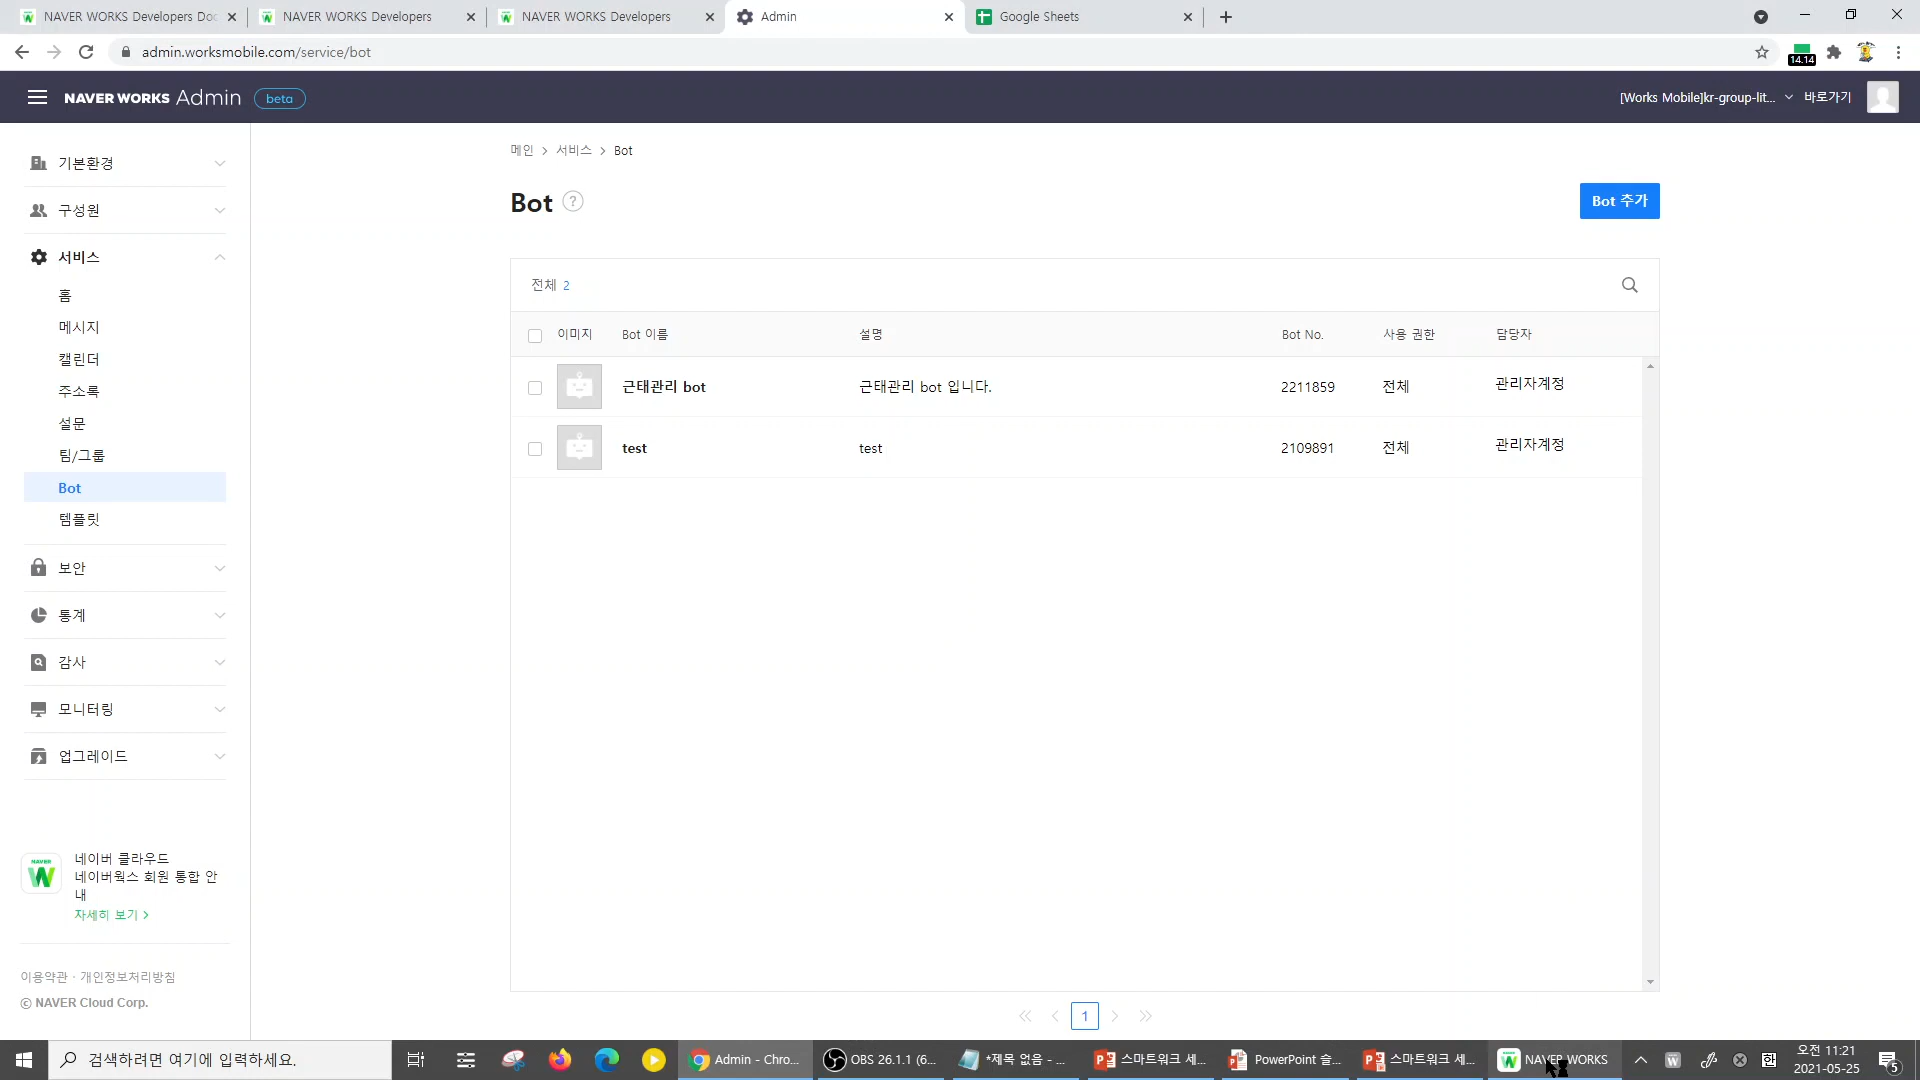 NAVER WORKS Developers Doc
NAVER WORKS Developers
NAVER WORKS Developers
Admin
Google Sheets
admin.worksmobile.com/service/bot
14.14
NAVER WORKS Admin beta
[Works Mobile]kr-group-lit...
바로가기
기본환경
구성원
서비스
홈
메시지
캘린더
주소록
설문
팀/그룹
Bot
템플릿
보안
통계
감사
모니터링
업그레이드
NAVER
W
네이버 클라우드
네이버웍스 회원 통합 안
내
자세히 보기 >
이용약관 · 개인정보처리방침
© NAVER Cloud Corp.
메인 > 서비스 > Bot
Bot ?
Bot 추가
전체 2
이미지 Bot 이름 설명 Bot No. 사용 권한 담당자
근태관리 bot 근태관리 bot 입니다. 2211859 전체 관리자계정
test test 2109891 전체 관리자계정
1
검색하려면 여기에 입력하세요.
Admin - Chro...
OBS 26.1.1 (6...
*제목 없음 - ...
스마트워크 세...
PowerPoint 슬...
스마트워크 세...
NAVER WORKS
한
오전 11:21
2021-05-25
5